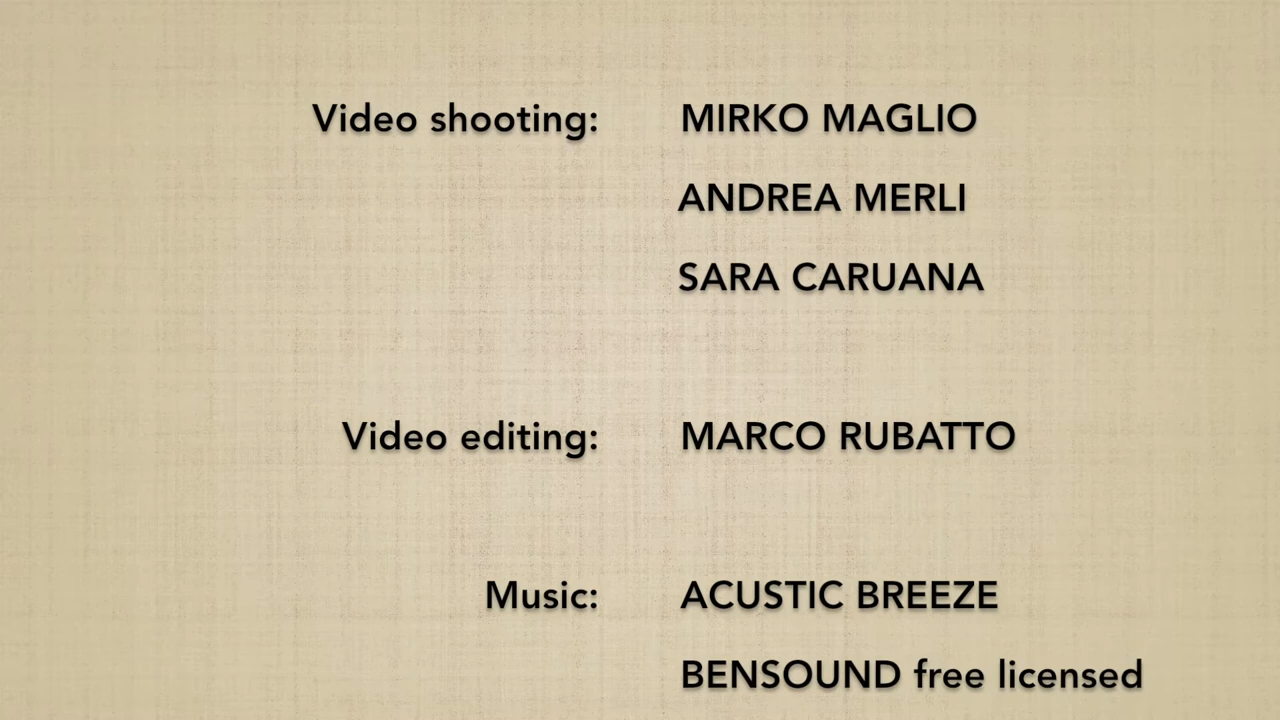 Video shooting: MIRKO MAGLIO
ANDREA MERLI
SARA CARUANA
Video editing: MARCO RUBATTO
Music: ACUSTIC BREEZE
BENSOUND free licensed